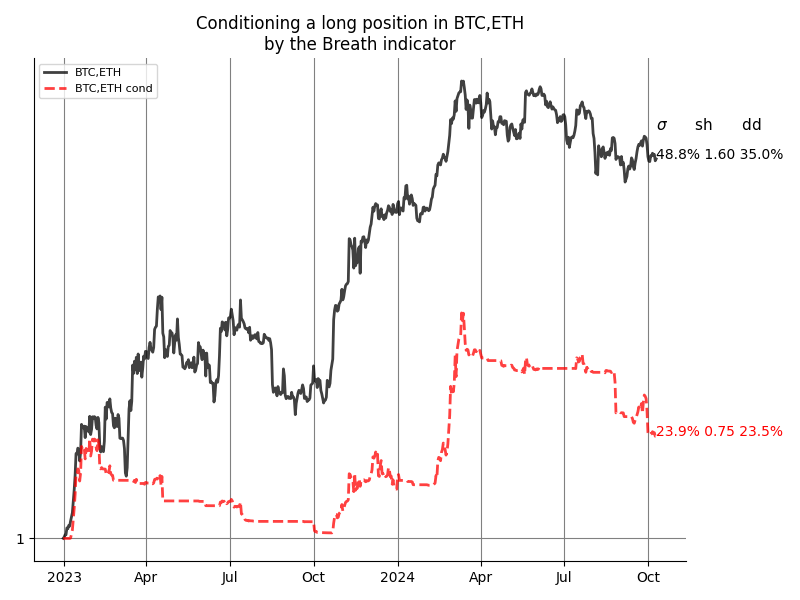 Conditioning a long position in BTC,ETH
by the Breath indicator
BTC,ETH
BTC,ETH cond
σ sh dd
48.8% 1.60 35.0%
23.9% 0.75 23.5%
1
2023 Apr Jul Oct 2024 Apr Jul Oct